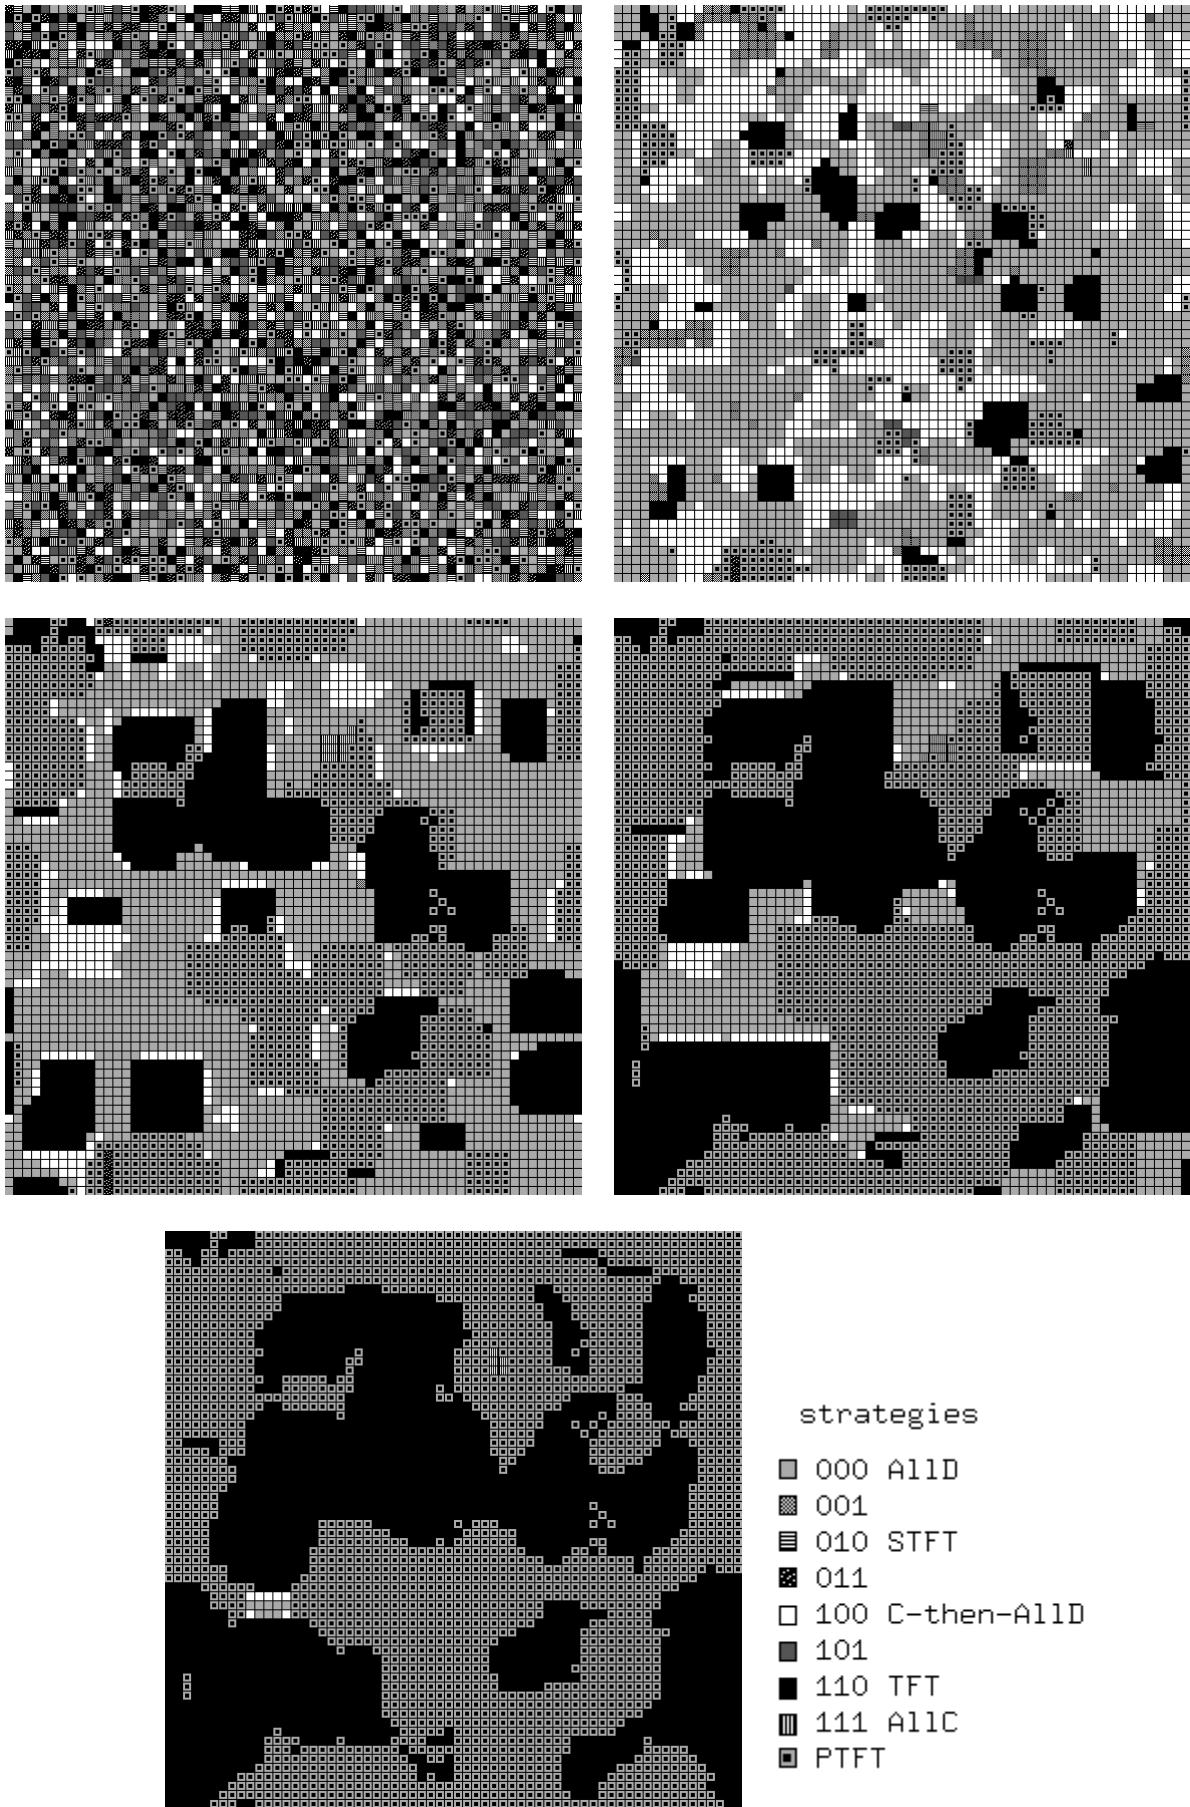 strategies
000 AllD
001
010 STFT
011
100 C-then-AllD
101
110 TFT
111 AllC
PTFT